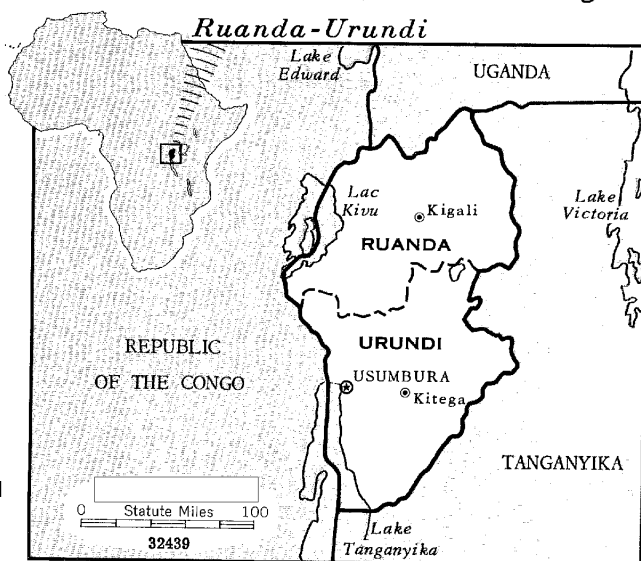 Ruanda-Urundi
Lake
Edward
UGANDA
Lac
Kivu
Kigali
Lake
Victoria
RUANDA
URUNDI
REPUBLIC
OF THE CONGO
USUMBURA
Kitega
TANGANYIKA
0 Statute Miles 100
32439
Lake
Tanganyika